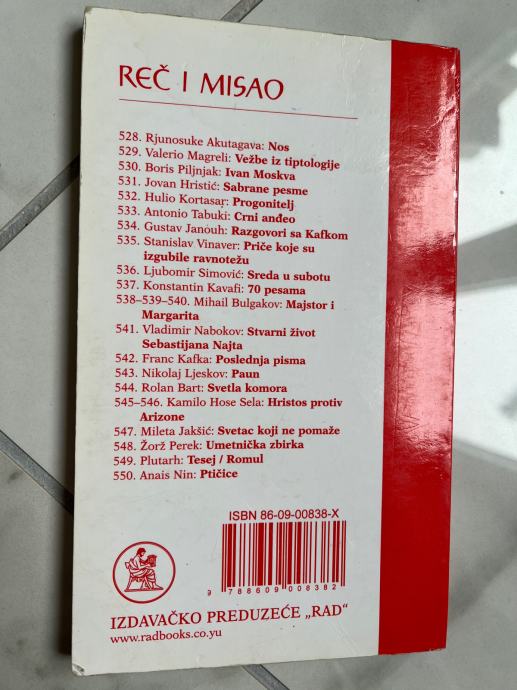 REČ I MISAO
528. Rjunosuke Akutagava: Nos
529. Valerio Magreli: Vežbe iz tiptologije
530. Boris Piljnjak: Ivan Moskva
531. Jovan Hristić: Sabrane pesme
532. Hulio Kortasar: Progonitelj
533. Antonio Tabuki: Crni anđeo
534. Gustav Janouh: Razgovori sa Kafkom
535. Stanislav Vinaver: Priče koje su
izgubile ravnotežu
536. Ljubomir Simović: Sreda u subotu
537. Konstantin Kavafi: 70 pesama
538–539–540. Mihail Bulgakov: Majstor i
Margarita
541. Vladimir Nabokov: Stvarni život
Sebastijana Najta
542. Franc Kafka: Poslednja pisma
543. Nikolaj Ljeskov: Paun
544. Rolan Bart: Svetla komora
545–546. Kamilo Hose Sela: Hristos protiv
Arizone
547. Mileta Jakšić: Svetac koji ne pomaže
548. Žorž Perek: Umetnička zbirka
549. Plutarh: Tesej / Romul
550. Anais Nin: Ptičice
ISBN 86-09-00838-X
9 788609 008382
IZDAVAČKO PREDUZEĆE „RAD“
www.radbooks.co.yu